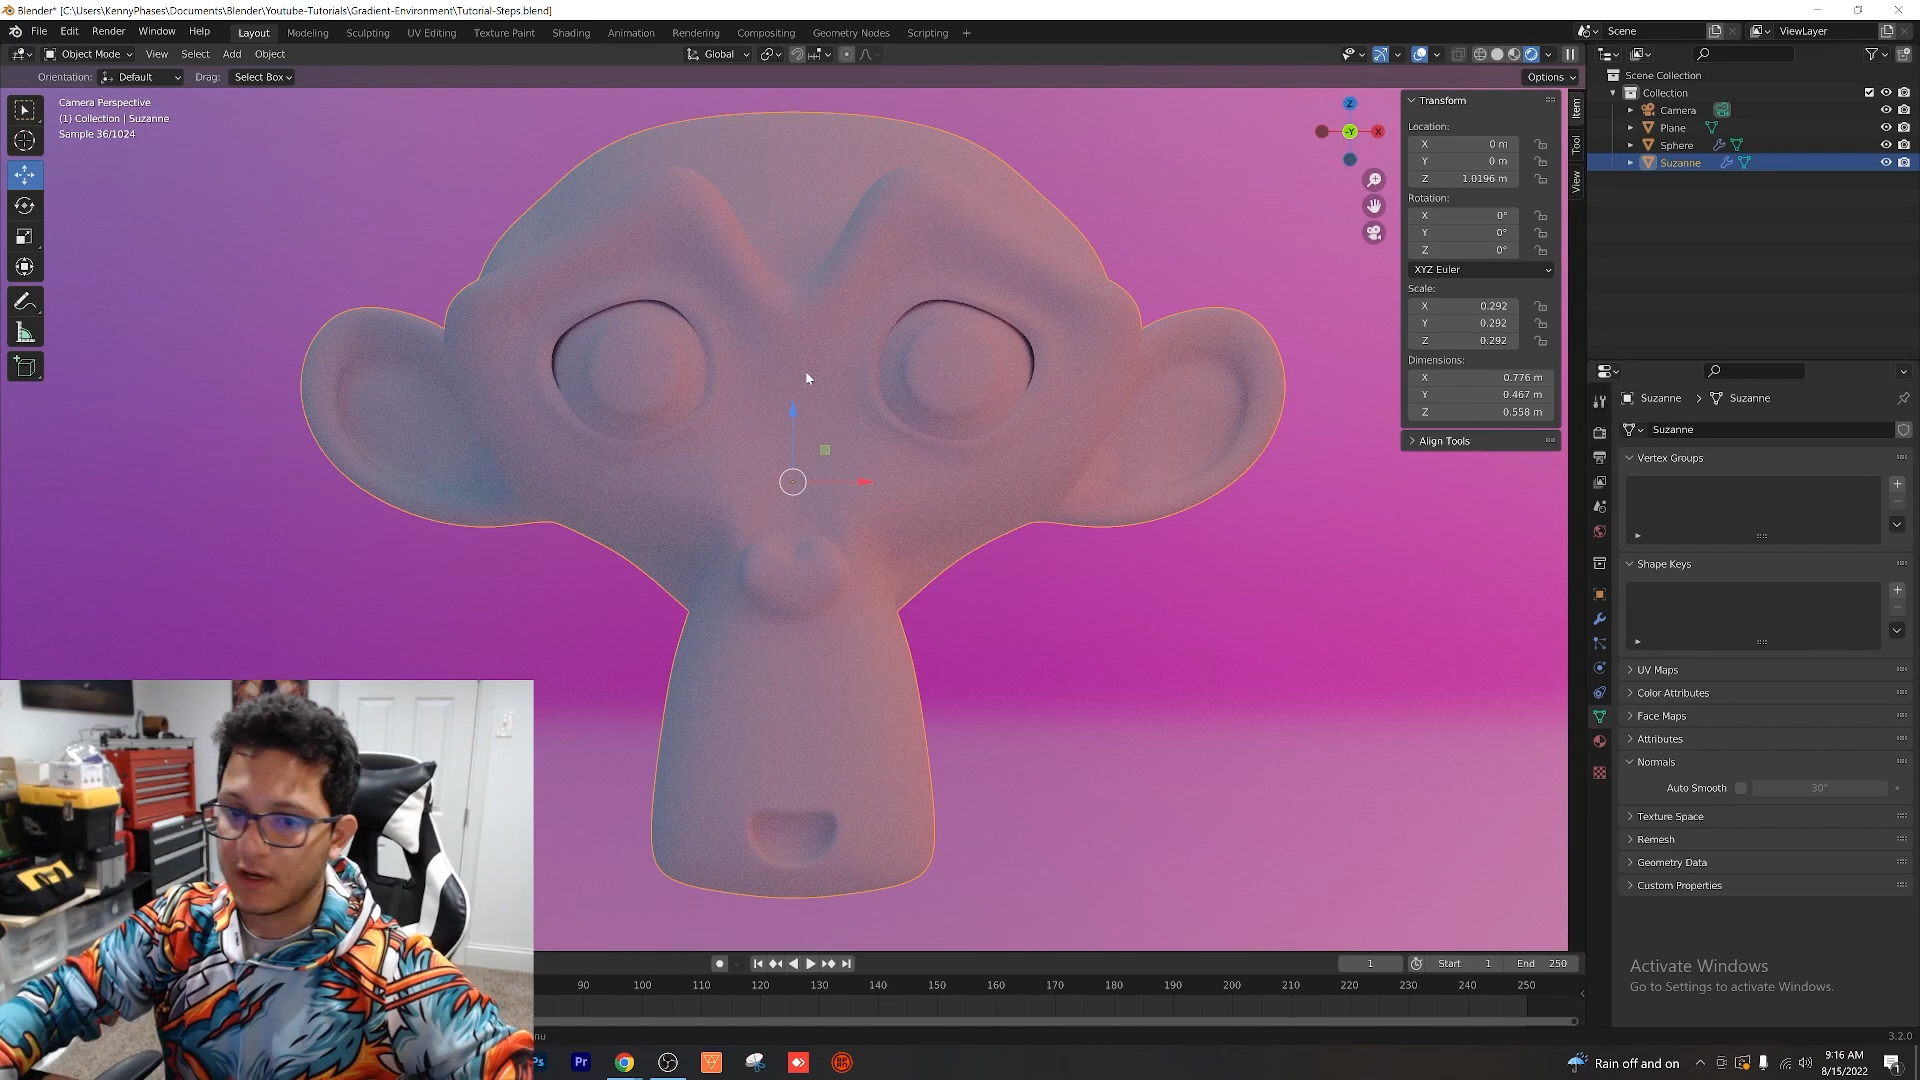 Blender* [C:\Users\KennyPhases\Documents\Blender\Youtube-Tutorials\Gradient-Environment\Tutorial-Steps.blend]
File Edit Render Window Help Layout Modeling Sculpting UV Editing Texture Paint Shading Animation Rendering Compositing Geometry Nodes Scripting +
Scene
ViewLayer
Object Mode View Select Add Object
Global
Orientation: Default Drag: Select Box
Options
Camera Perspective
(1) Collection | Suzanne
Sample 36/1024
Z
-Y
X
Transform
Location:
X 0 m
Y 0 m
Z 1.0196 m
Rotation:
X 0°
Y 0°
Z 0°
XYZ Euler
Scale:
X 0.292
Y 0.292
Z 0.292
Dimensions:
X 0.776 m
Y 0.467 m
Z 0.558 m
Align Tools
Item
Tool
View
Scene Collection
Collection
Camera
Plane
Sphere
Suzanne
Suzanne > Suzanne
Suzanne
Vertex Groups
Shape Keys
UV Maps
Color Attributes
Face Maps
Attributes
Normals
Auto Smooth 30°
Texture Space
Remesh
Geometry Data
Custom Properties
Activate Windows
Go to Settings to activate Windows.
1 Start 1 End 250
90 100 110 120 130 140 150 160 170 180 190 200 210 220 230 240 250
nu
3.2.0
Ps Pr
Rain off and on
9:16 AM
8/15/2022
1